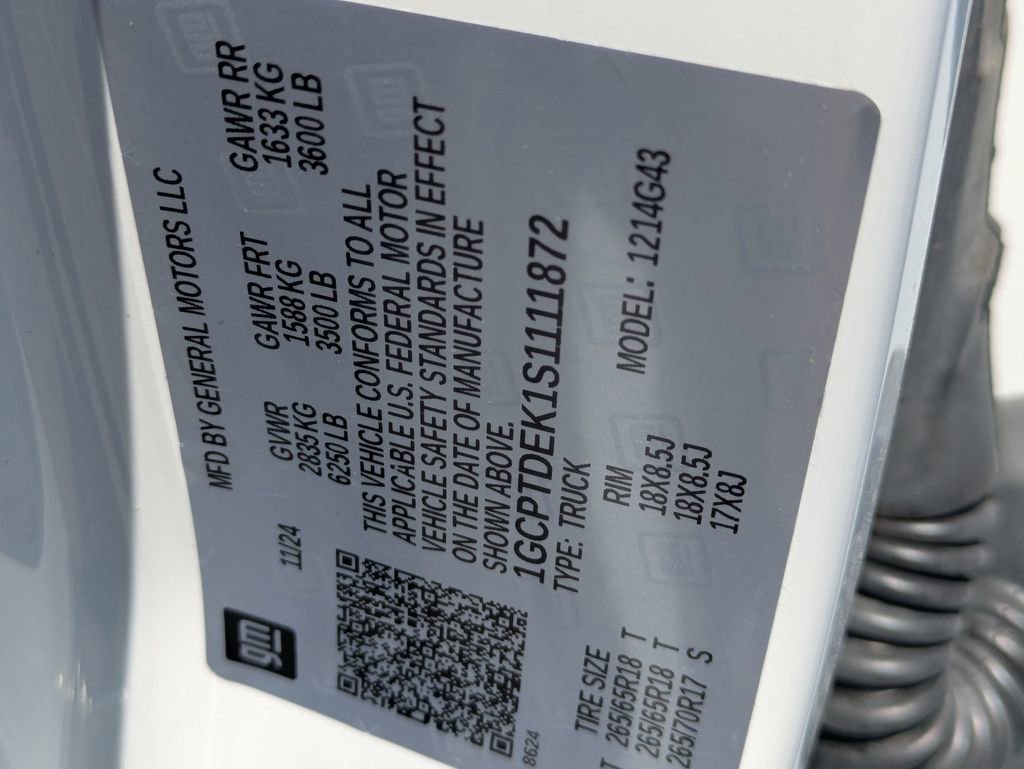 gm
MFD BY GENERAL MOTORS LLC
11/24
GVWR GAWR FRT GAWR RR
2835 KG 1588 KG 1633 KG
6250 LB 3500 LB 3600 LB
THIS VEHICLE CONFORMS TO ALL
APPLICABLE U.S. FEDERAL MOTOR
VEHICLE SAFETY STANDARDS IN EFFECT
ON THE DATE OF MANUFACTURE
SHOWN ABOVE.
1GCPTDEK1S1111872
TYPE: TRUCK MODEL: 1214G43
8624
TIRE SIZE RIM
T 265/65R18 T 18X8.5J
265/65R18 T 18X8.5J
265/70R17 S 17X8J